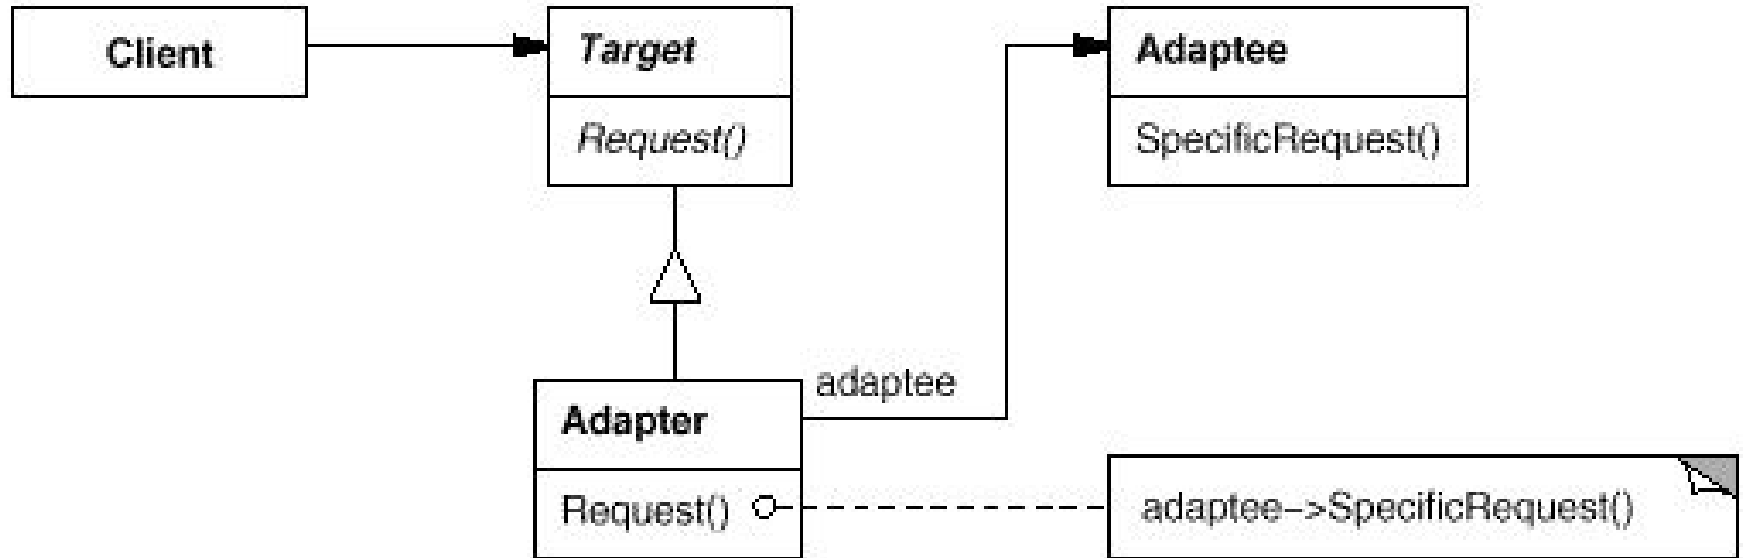 Client
Target
Adaptee
Request()
SpecificRequest()
adaptee
Adapter
Request()
adaptee->SpecificRequest()